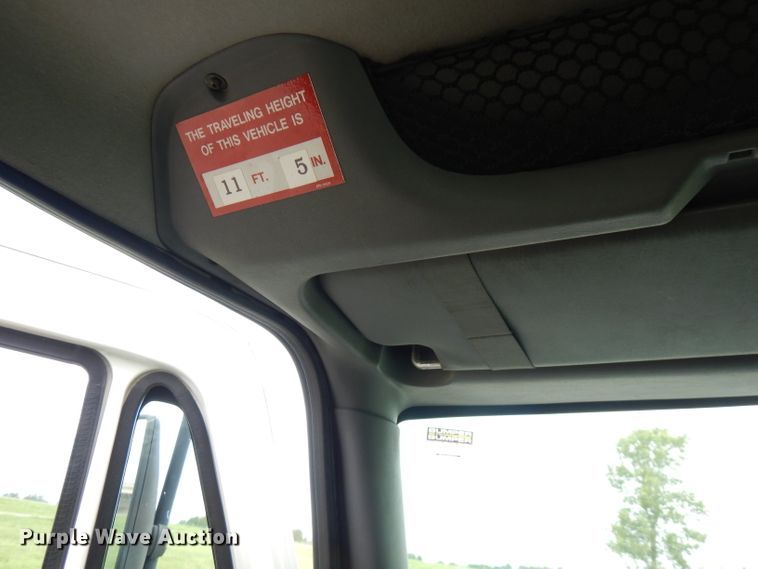 THE TRAVELING HEIGHT
OF THIS VEHICLE IS
11 FT. 5 IN.
Purple Wave Auction